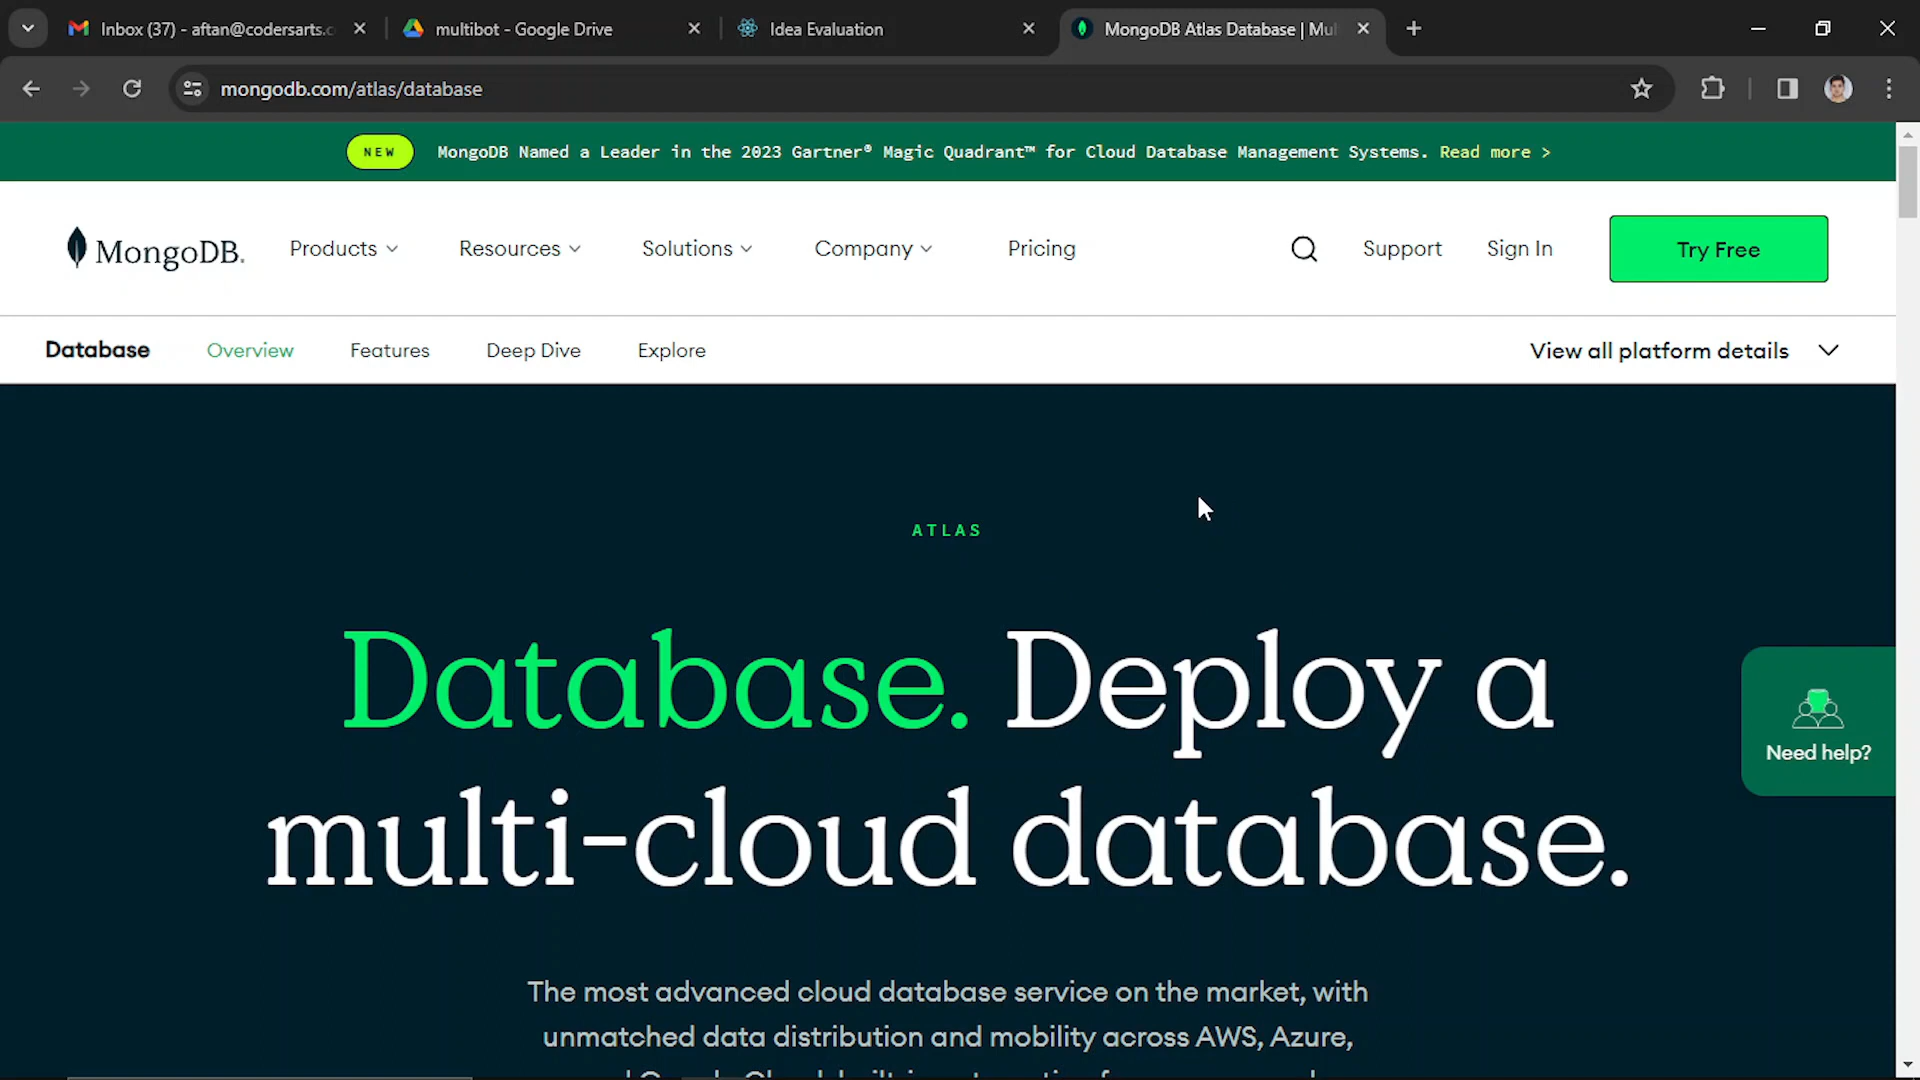 Inbox (37) - aftan@codersarts.c
multibot - Google Drive
Idea Evaluation
MongoDB Atlas Database | Mul
mongodb.com/atlas/database
NEW
MongoDB Named a Leader in the 2023 Gartner® Magic Quadrant™ for Cloud Database Management Systems. Read more >
MongoDB.
Products
Resources
Solutions
Company
Pricing
Support
Sign In
Try Free
Database
Overview
Features
Deep Dive
Explore
View all platform details
ATLAS
Database. Deploy a
multi-cloud database.
Need help?
The most advanced cloud database service on the market, with
unmatched data distribution and mobility across AWS, Azure,